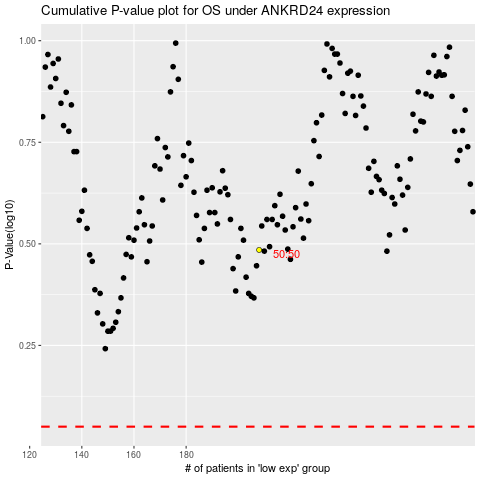 Cumulative P-value plot for OS under ANKRD24 expression
P-Value(log10)
1.00
0.75
0.50
0.25
50:50
120 140 160 180
# of patients in 'low exp' group